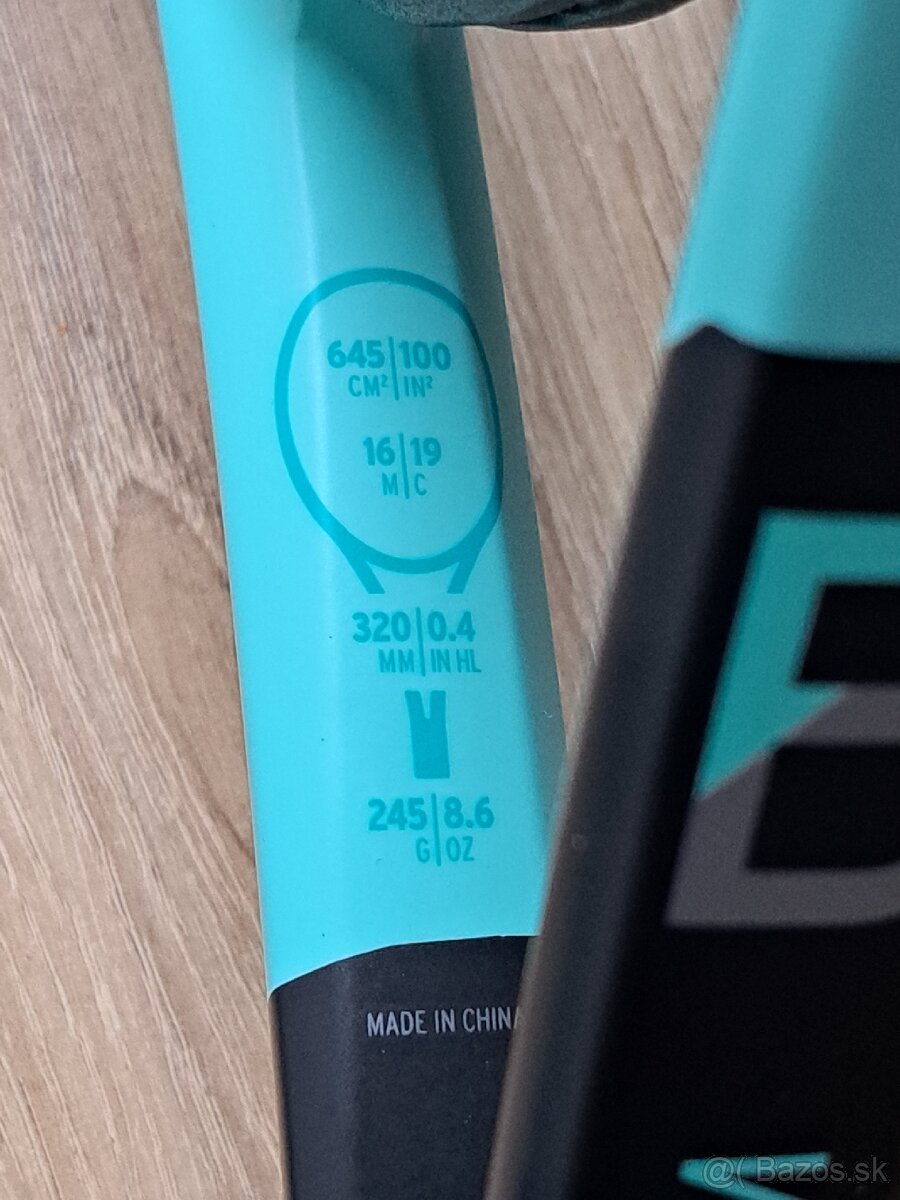 645|100
CM²|IN²
16|19
M|C
320|0.4
MM|IN HL
245|8.6
G|OZ
MADE IN CHINA
B
@( Bazos.sk